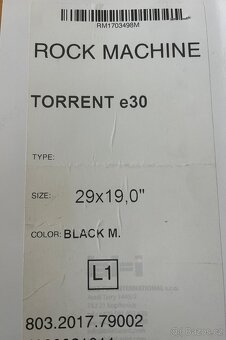 RM1703498M
ROCK MACHINE
TORRENT e30
TYPE:
SIZE: 29x19,0"
COLOR: BLACK M.
L1
INTERNATIONAL s.r.o.
803.2017.79002